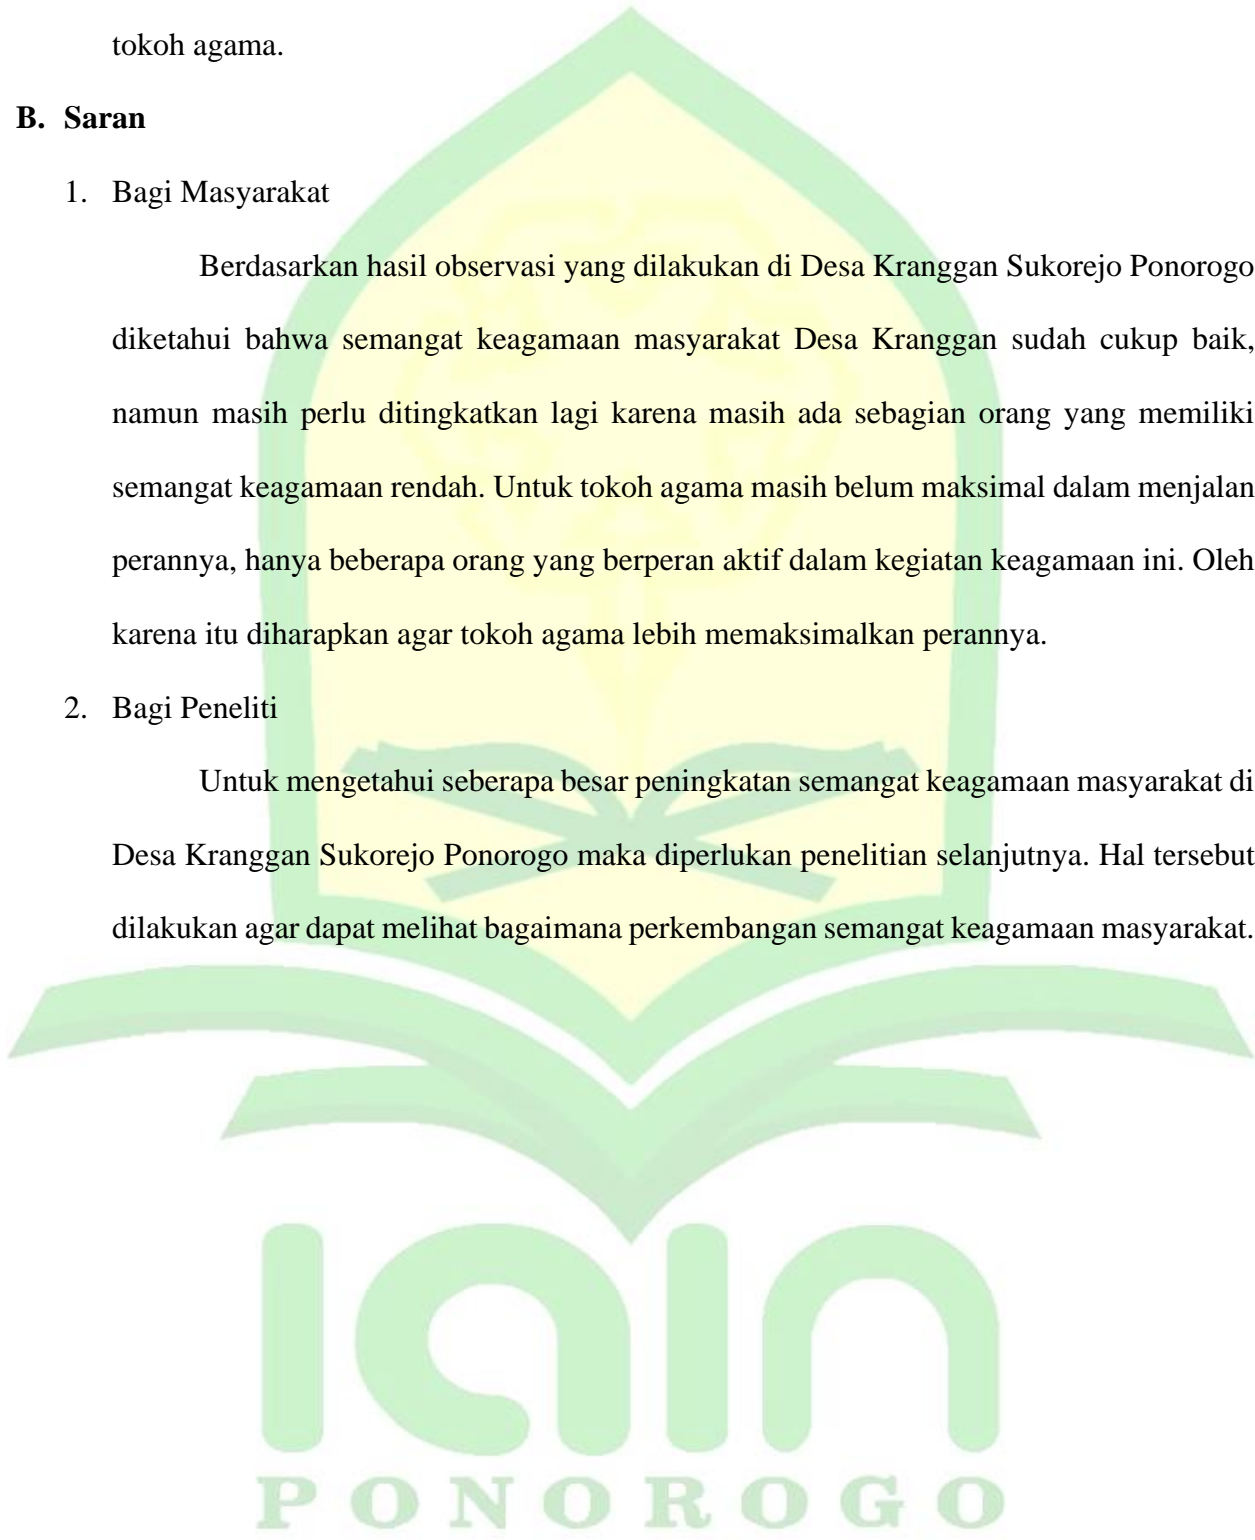 tokoh agama.
B. Saran
1. Bagi Masyarakat
Berdasarkan hasil observasi yang dilakukan di Desa Kranggan Sukorejo Ponorogo
diketahui bahwa semangat keagamaan masyarakat Desa Kranggan sudah cukup baik,
namun masih perlu ditingkatkan lagi karena masih ada sebagian orang yang memiliki
semangat keagamaan rendah. Untuk tokoh agama masih belum maksimal dalam menjalan
perannya, hanya beberapa orang yang berperan aktif dalam kegiatan keagamaan ini. Oleh
karena itu diharapkan agar tokoh agama lebih memaksimalkan perannya.
2. Bagi Peneliti
Untuk mengetahui seberapa besar peningkatan semangat keagamaan masyarakat di
Desa Kranggan Sukorejo Ponorogo maka diperlukan penelitian selanjutnya. Hal tersebut
dilakukan agar dapat melihat bagaimana perkembangan semangat keagamaan masyarakat.
iain
PONOROGO